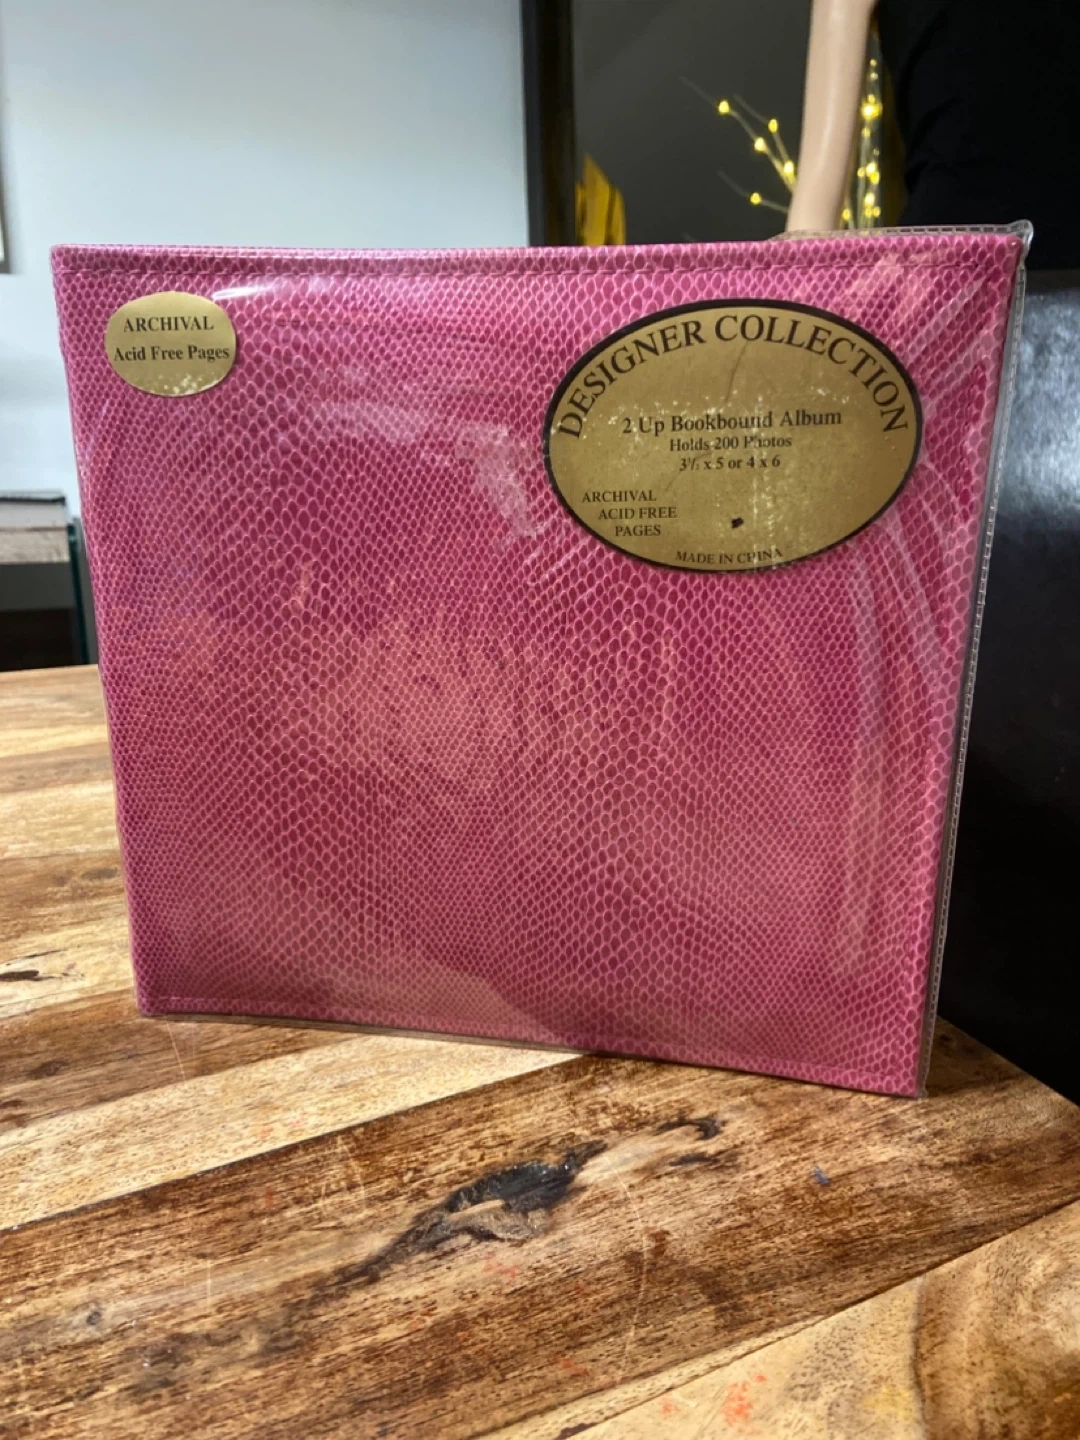 ARCHIVAL
Acid Free Pages
DESIGNER COLLECTION
2 Up Bookbound Album
Holds 200 Photos
3½ x 5 or 4 x 6
ARCHIVAL
ACID FREE
PAGES
MADE IN CHINA